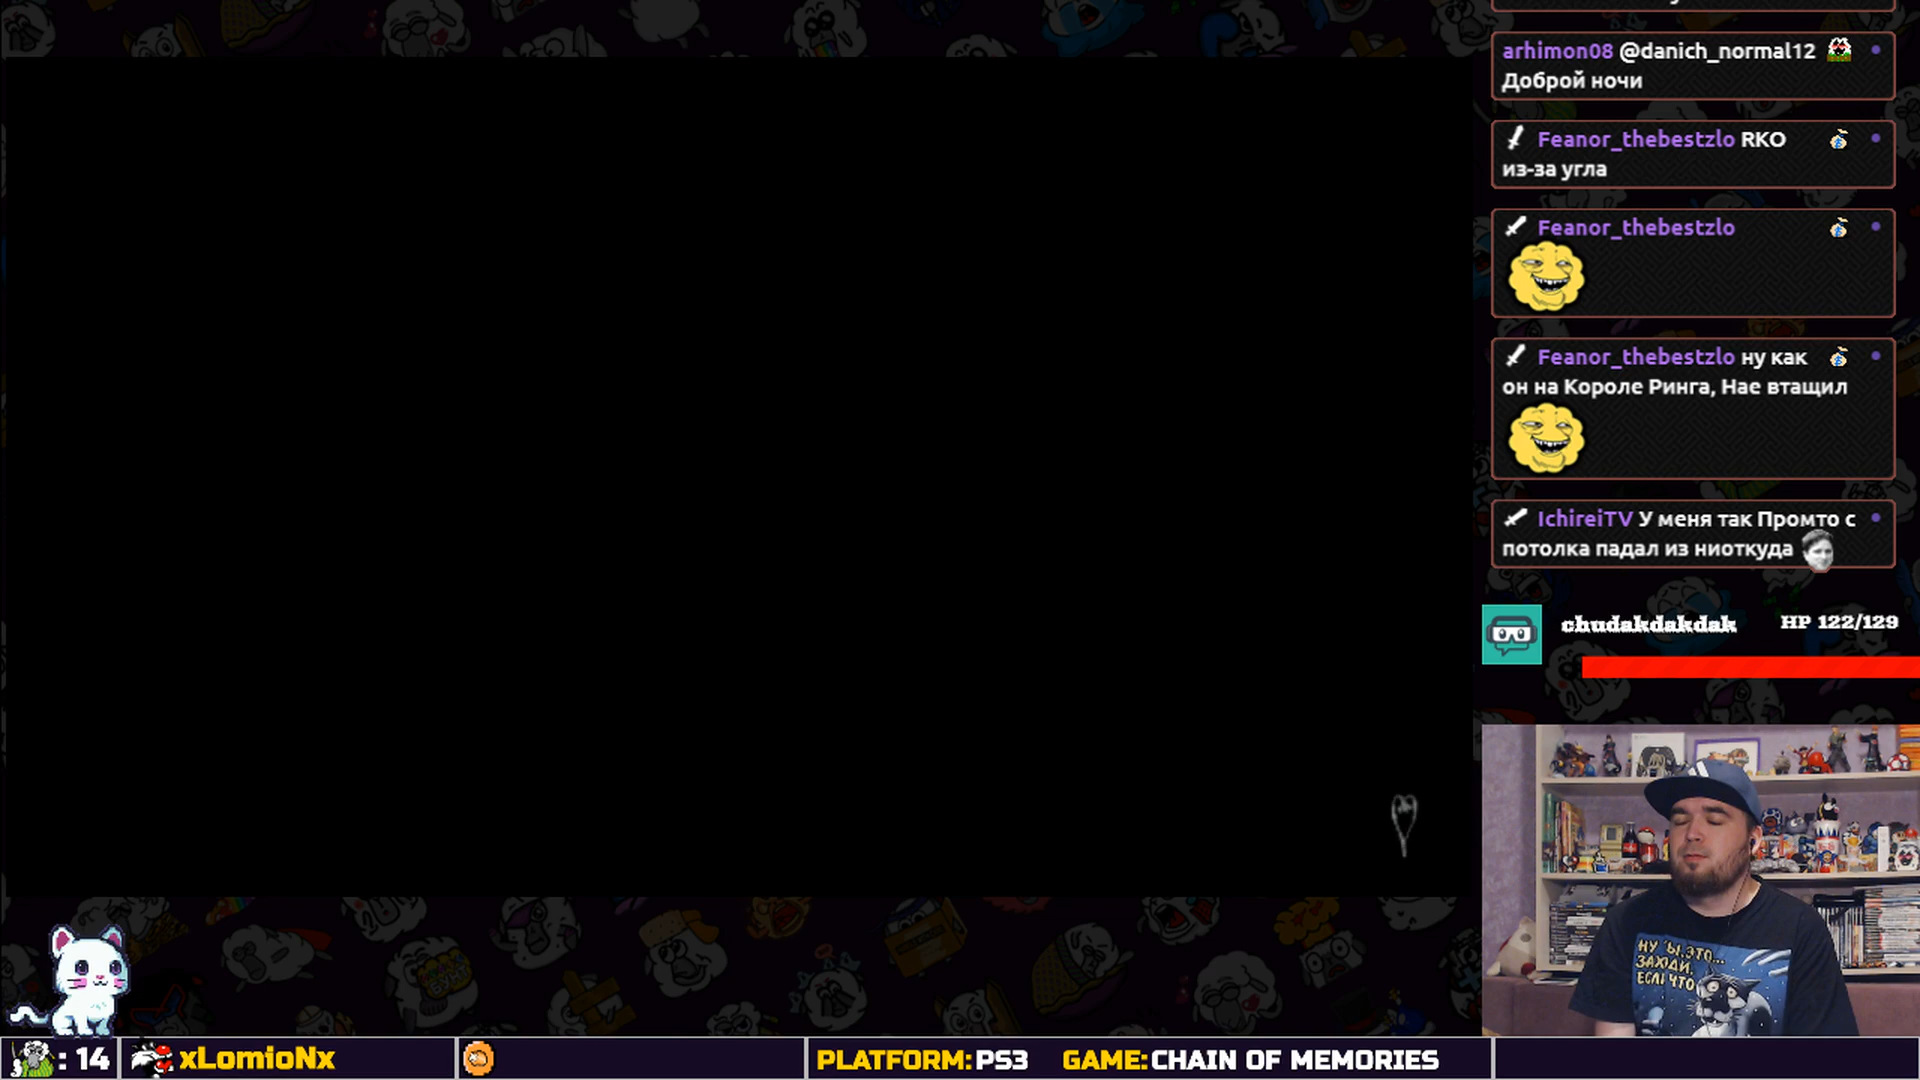 arhimon08 @danich_normal12
Доброй ночи
Feanor_thebestzlo RKO
из-за угла
Feanor_thebestzlo
Feanor_thebestzlo ну как
он на Короле Ринга, Нае втащил
IchireiTV У меня так Промто с
потолка падал из ниоткуда
chudakdakdak HP 122/129
НУ ТЫ, ЭТО...
ЗАХОДИ,
ЕСЛИ ЧТО
: 14 xLomioNx PLATFORM: PS3 GAME: CHAIN OF MEMORIES